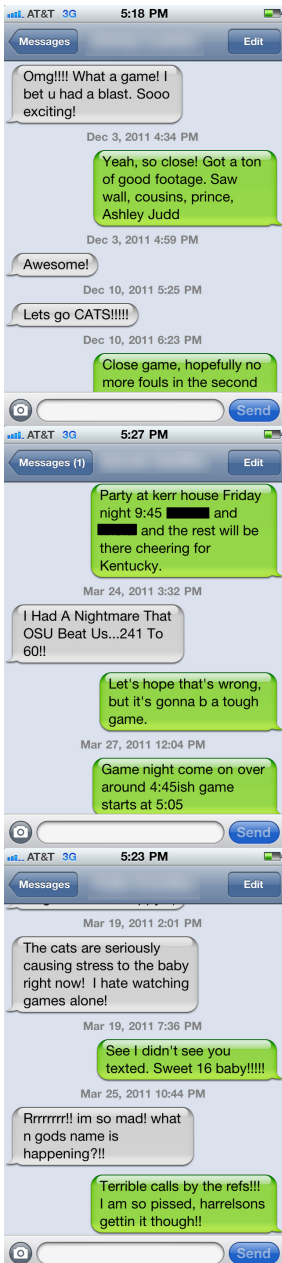 AT&T 3G 5:18 PM
Messages Edit
Omg!!!! What a game! I
bet u had a blast. Sooo
exciting!
Dec 3, 2011 4:34 PM
Yeah, so close! Got a ton
of good footage. Saw
wall, cousins, prince,
Ashley Judd
Dec 3, 2011 4:59 PM
Awesome!
Dec 10, 2011 5:25 PM
Lets go CATS!!!!!
Dec 10, 2011 6:23 PM
Close game, hopefully no
more fouls in the second
Send
AT&T 3G 5:27 PM
Messages (1) Edit
Party at kerr house Friday
night 9:45 and
and the rest will be
there cheering for
Kentucky.
Mar 24, 2011 3:32 PM
I Had A Nightmare That
OSU Beat Us...241 To
60!!
Let's hope that's wrong,
but it's gonna b a tough
game.
Mar 27, 2011 12:04 PM
Game night come on over
around 4:45ish game
starts at 5:05
Send
AT&T 3G 5:23 PM
Messages Edit
Mar 19, 2011 2:01 PM
The cats are seriously
causing stress to the baby
right now! I hate watching
games alone!
Mar 19, 2011 7:36 PM
See I didn't see you
texted. Sweet 16 baby!!!!!
Mar 25, 2011 10:44 PM
Rrrrrrr!! im so mad! what
n gods name is
happening?!!
Terrible calls by the refs!!!
I am so pissed, harrelsons
gettin it though!!
Send